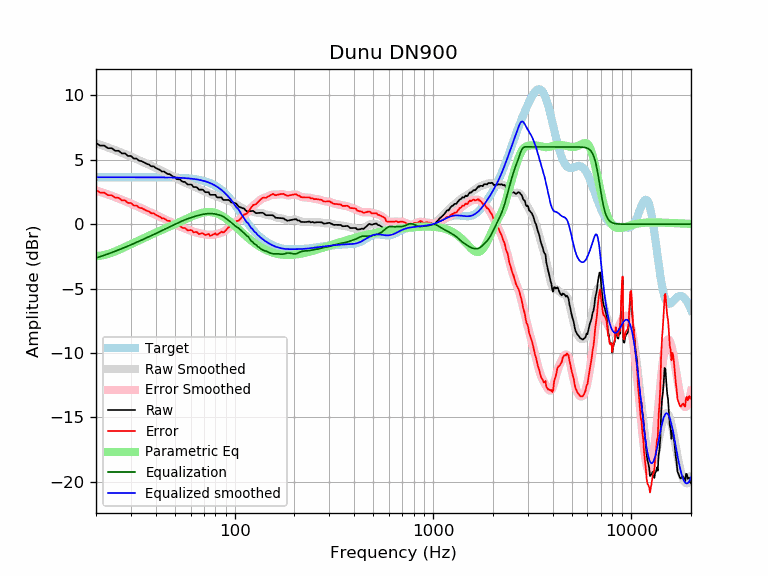 Dunu DN900
Amplitude (dBr)
10
5
0
−5
−10
−15
−20
Target
Raw Smoothed
Error Smoothed
Raw
Error
Parametric Eq
Equalization
Equalized smoothed
100
1000
10000
Frequency (Hz)